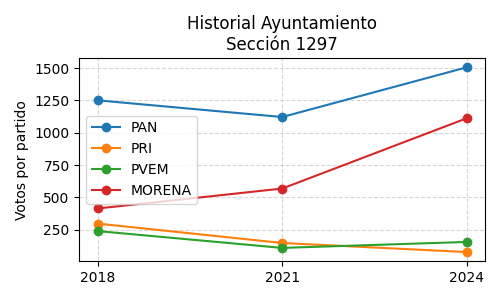 Historial Ayuntamiento
Sección 1297
Votos por partido
1500
1250
1000
750
500
250
PAN
PRI
PVEM
MORENA
2018
2021
2024